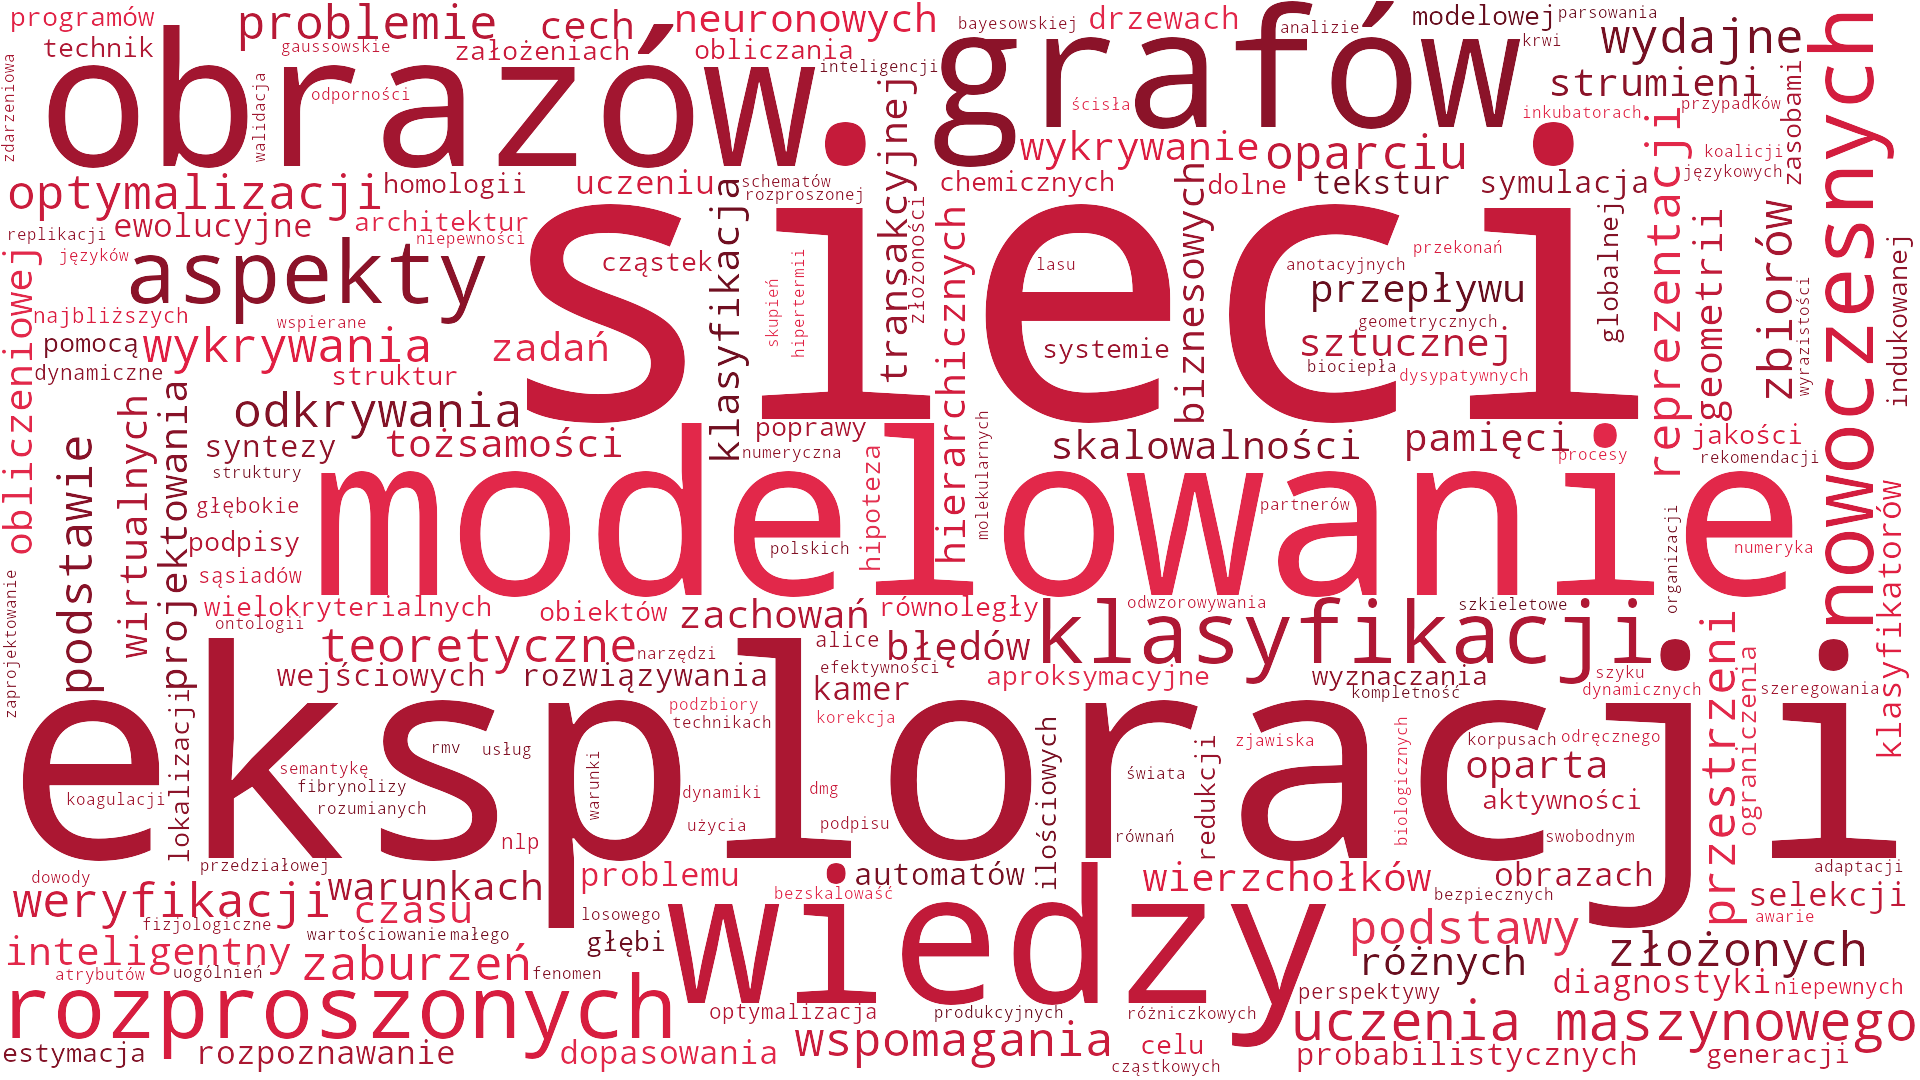 programów
problemie
cech
neuronowych
bayesowskiej
drzewach
analizie
modelowej
parsowania
technik
gaussowskie
założeniach
obliczania
krwi
wydajne
obrazów
grafów
nowoczesnych
zdarzeniowa
walidacja
odporności
inteligencji
ścisła
strumieni
zasobami
inkubatorach
przypadków
wykrywanie
oparciu
koalicji
językowych
optymalizacji
homologii
uczeniu
schematów
rozproszonej
transakcyjnej
chemicznych
biznesowych
dolne
tekstur
symulacja
reprezentacji
replikacji
ewolucyjne
architektur
niepewności
języków
klasyfikacja
złożoności
hierarchicznych
sieci
przekonań
globalnej
geometrii
zbiorów
indukowanej
aspekty
cząstek
skupień
hipertermii
lasu
anotacyjnych
przepływu
wyrazistości
obliczeniowej
najbliższych
wspierane
geometrycznych
pomocą
wykrywania
zadań
systemie
sztucznej
dynamiczne
struktur
biociepła
dysypatywnych
wirtualnych
projektowania
odkrywania
molekularnych
podstawie
syntezy
tożsamości
poprawy
skalowalności
pamięci
jakości
struktury
numeryczna
hipoteza
procesy
rekomendacji
głębokie
modelowanie
partnerów
organizacji
klasyfikatorów
podpisy
polskich
numeryka
sąsiadów
zaprojektowanie
wielokryterialnych
obiektów
zachowań
równoległy
odwzorowywania
szkieletowe
ontologii
teoretyczne
narzędzi
alice
błędów
klasyfikacji
przestrzeni
ograniczenia
wejściowych
rozwiązywania
efektywności
kamer
aproksymacyjne
wyznaczania
szyku
kompletność
dynamicznych
szeregowania
lokalizacji
podzbiory
technikach
korekcja
ilościowych
eksploracji
rmv
usług
warunki
zjawiska
redukcji
biologicznych
korpusach
odręcznego
semantykę
fibrynolizy
koagulacji
rozumianych
dynamiki
dmg
świata
oparta
aktywności
nlp
użycia
podpisu
równań
swobodnym
przedziałowej
dowody
warunkach
problemu
automatów
wierzchołków
obrazach
adaptacji
weryfikacji
czasu
bezskalowość
bezpiecznych
selekcji
fizjologiczne
losowego
wiedzy
awarie
wartościowanie
małego
głębi
podstawy
inteligentny
zaburzeń
złożonych
atrybutów
uogólnień
fenomen
różnych
diagnostyki
niepewnych
rozproszonych
perspektywy
optymalizacja
produkcyjnych
różniczkowych
uczenia
maszynowego
estymacja
rozpoznawanie
dopasowania
wspomagania
celu
probabilistycznych
generacji
cząstkowych